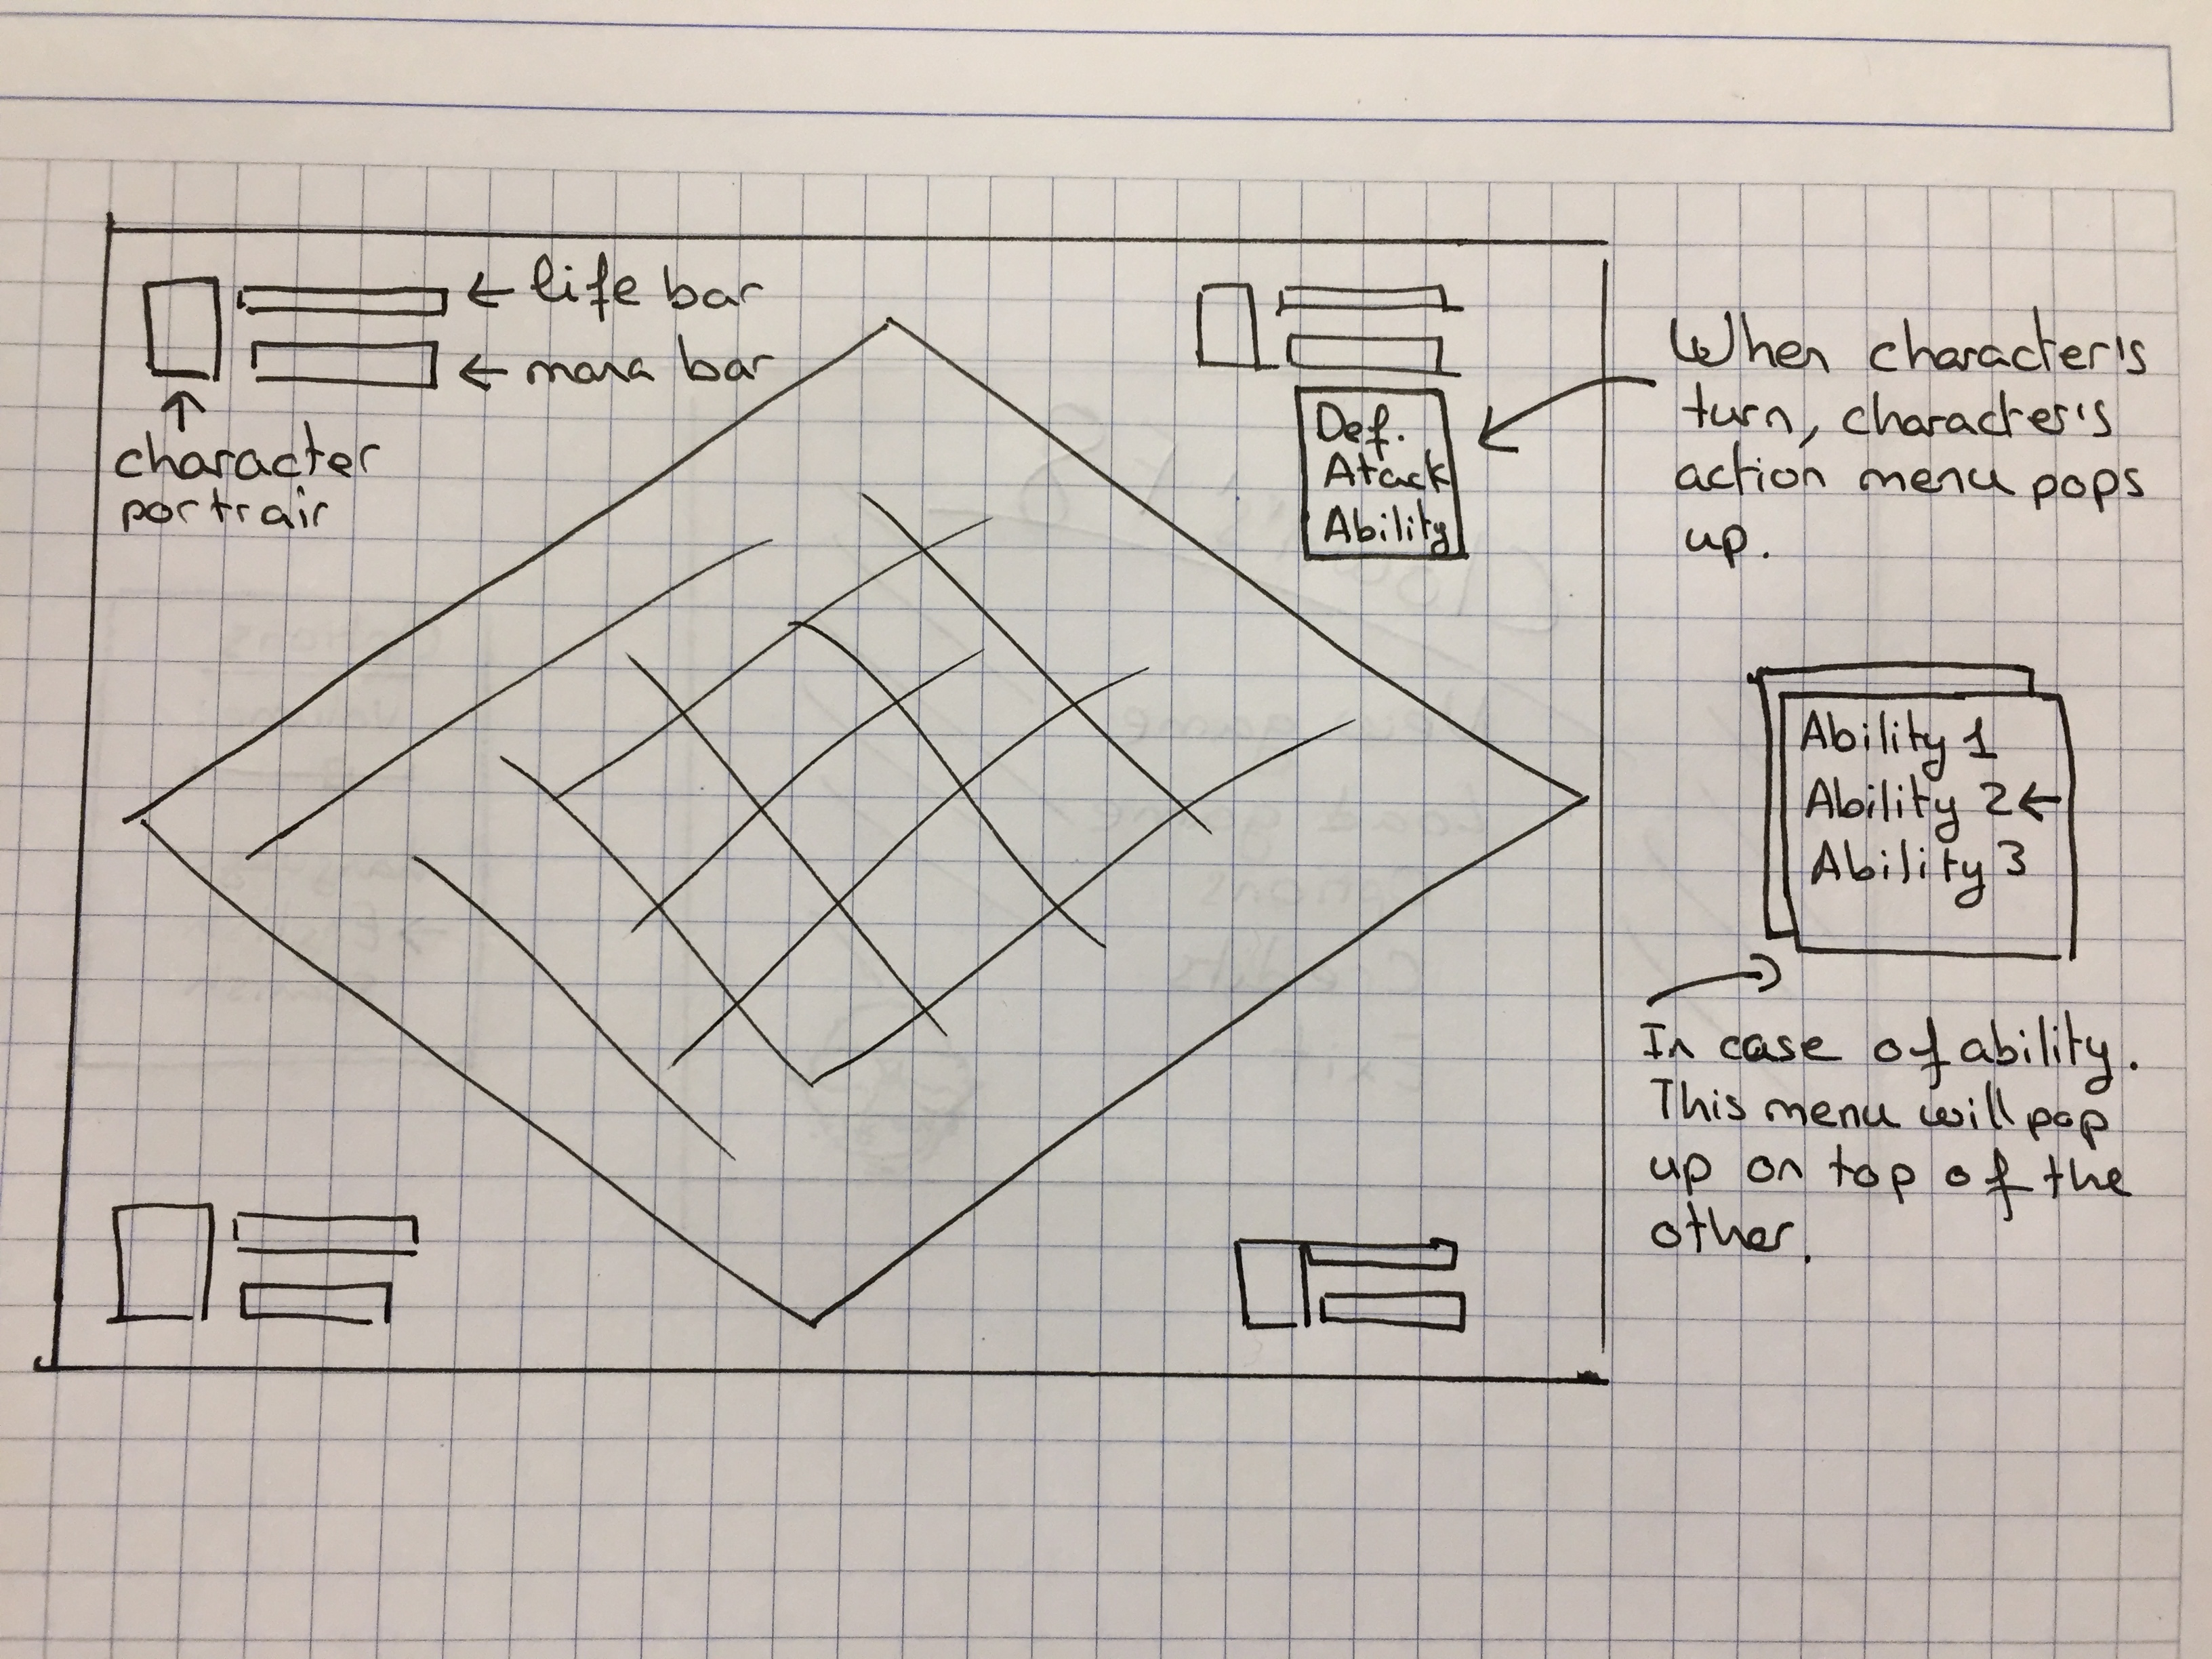 ← life bar
← mana bar
↑
character
portrair
Def.
Atack
Ability
When character's
turn, character's
action menu pops
up.
Ability 1
Ability 2 ←
Ability 3
In case of ability.
This menu will pop
up on top of the
other.